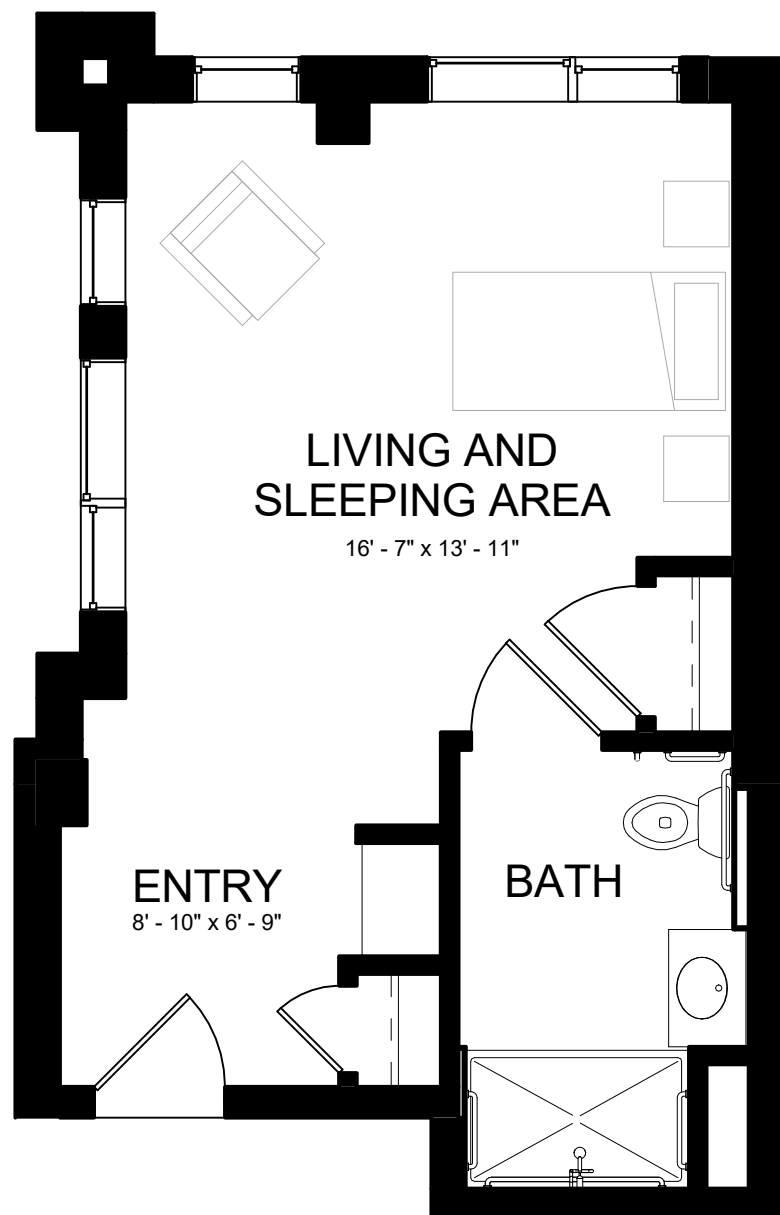 LIVING AND
SLEEPING AREA
16' - 7" x 13' - 11"
ENTRY
8' - 10" x 6' - 9"
BATH